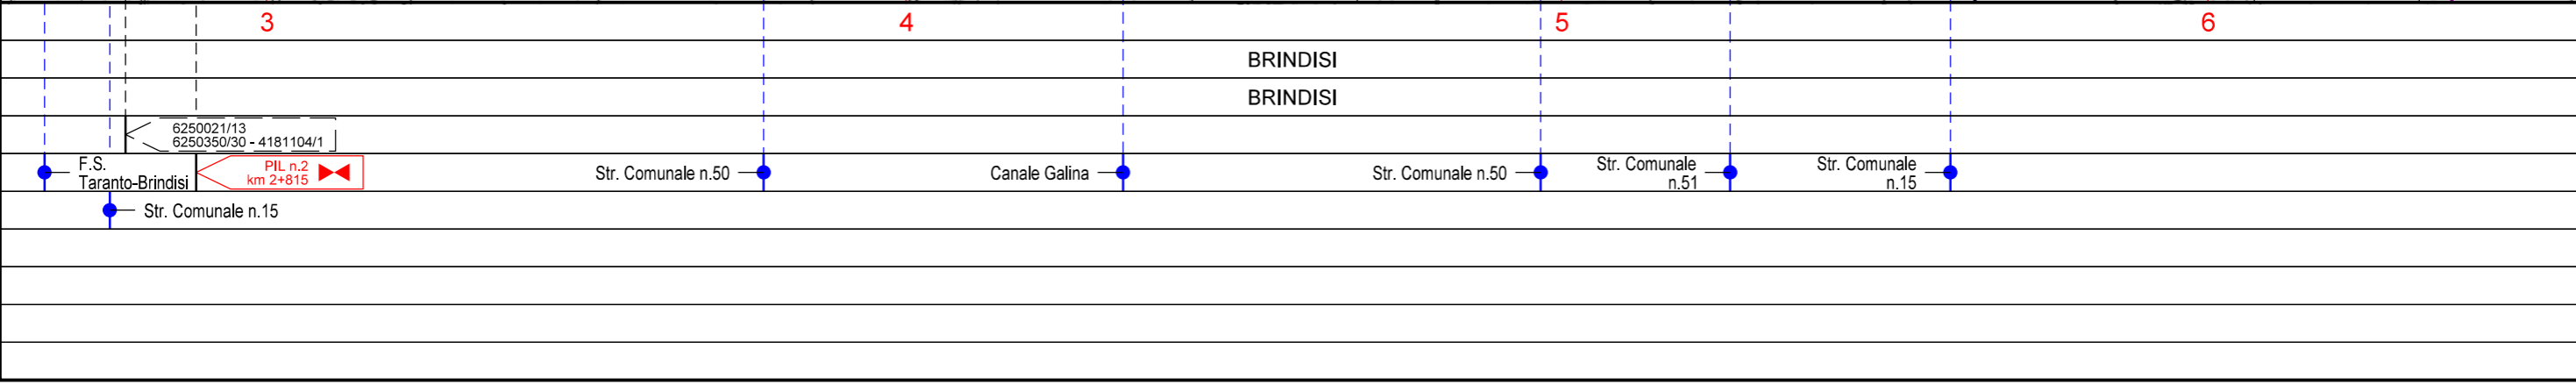 3 4 5 6
BRINDISI
BRINDISI
6250021/13
6250350/30 - 4181104/1
F.S.
Taranto-Brindisi
PIL n.2
km 2+815
Str. Comunale n.50
Canale Galina
Str. Comunale n.50
Str. Comunale
n.51
Str. Comunale
n.15
Str. Comunale n.15